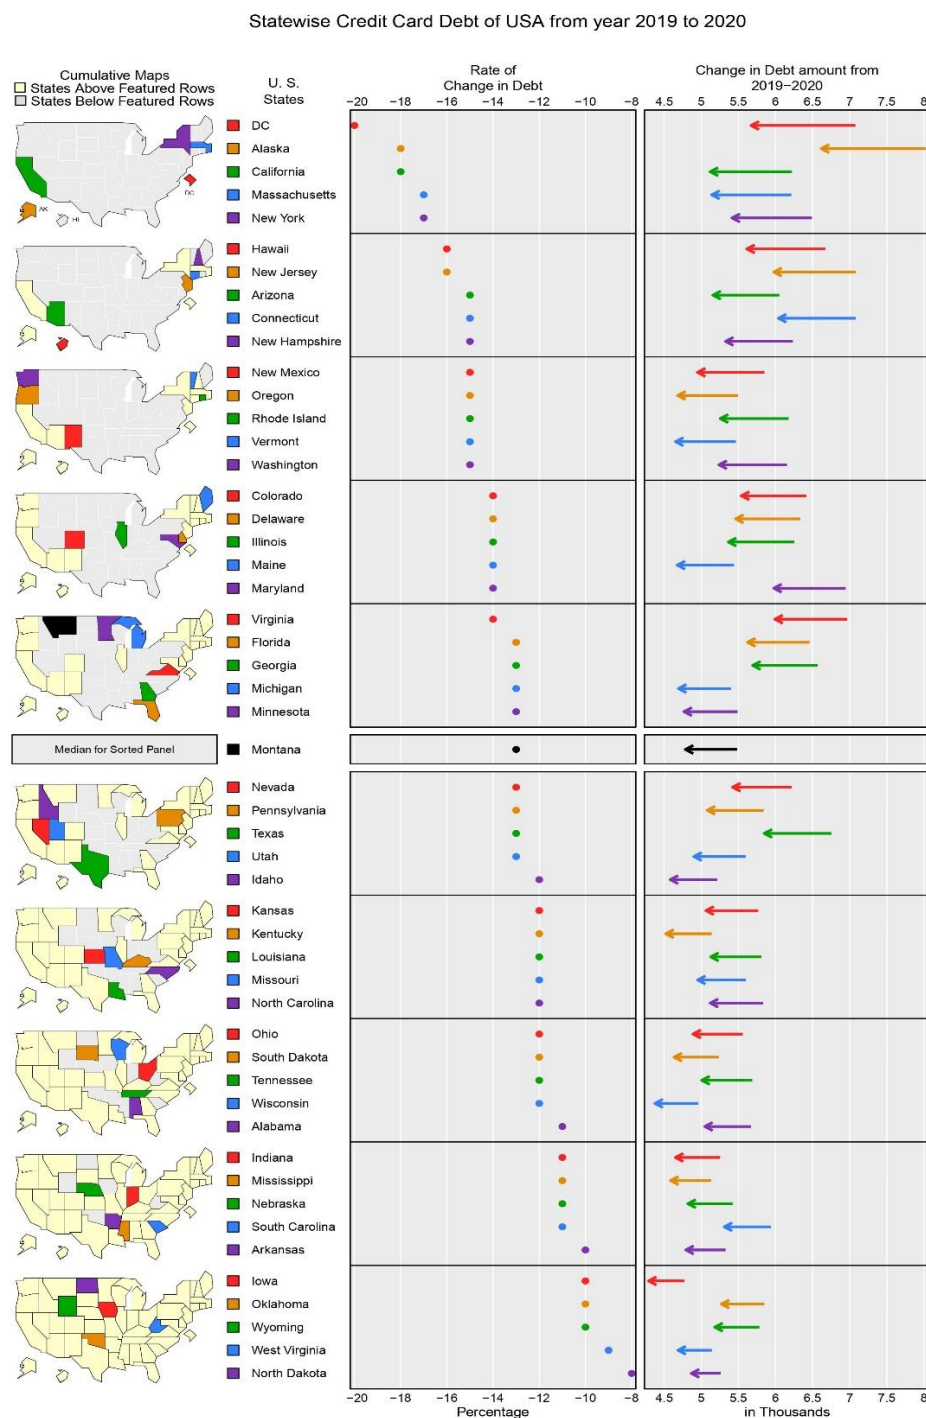 Statewise Credit Card Debt of USA from year 2019 to 2020
Cumulative Maps
States Above Featured Rows
States Below Featured Rows
U. S.
States
Rate of
Change in Debt
−20 −18 −16 −14 −12 −10 −8
Change in Debt amount from
2019−2020
4.5 5 5.5 6 6.5 7 7.5 8
DC
AK
HI
DC
Alaska
California
Massachusetts
New York
Hawaii
New Jersey
Arizona
Connecticut
New Hampshire
New Mexico
Oregon
Rhode Island
Vermont
Washington
Colorado
Delaware
Illinois
Maine
Maryland
Virginia
Florida
Georgia
Michigan
Minnesota
Median for Sorted Panel
Montana
Nevada
Pennsylvania
Texas
Utah
Idaho
Kansas
Kentucky
Louisiana
Missouri
North Carolina
Ohio
South Dakota
Tennessee
Wisconsin
Alabama
Indiana
Mississippi
Nebraska
South Carolina
Arkansas
Iowa
Oklahoma
Wyoming
West Virginia
North Dakota
−20 −18 −16 −14 −12 −10 −8
Percentage
4.5 5 5.5 6 6.5 7 7.5 8
in Thousands